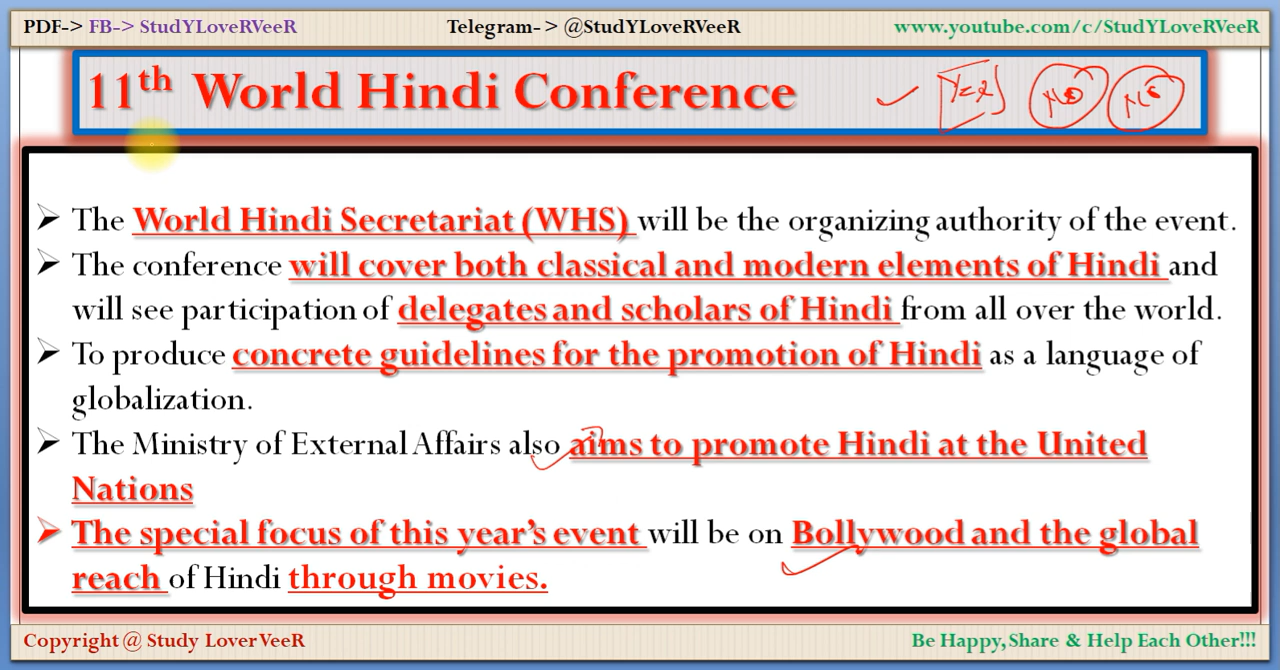 PDF-> FB-> StudYLoveRVeeR Telegram- > @StudYLoveRVeeR www.youtube.com/c/StudYLoveRVeeR
11th World Hindi Conference
➢ The World Hindi Secretariat (WHS) will be the organizing authority of the event.
➢ The conference will cover both classical and modern elements of Hindi and
will see participation of delegates and scholars of Hindi from all over the world.
➢ To produce concrete guidelines for the promotion of Hindi as a language of
globalization.
➢ The Ministry of External Affairs also aims to promote Hindi at the United
Nations
➢ The special focus of this year's event will be on Bollywood and the global
reach of Hindi through movies.
Copyright @ Study LoverVeeR Be Happy, Share & Help Each Other!!!